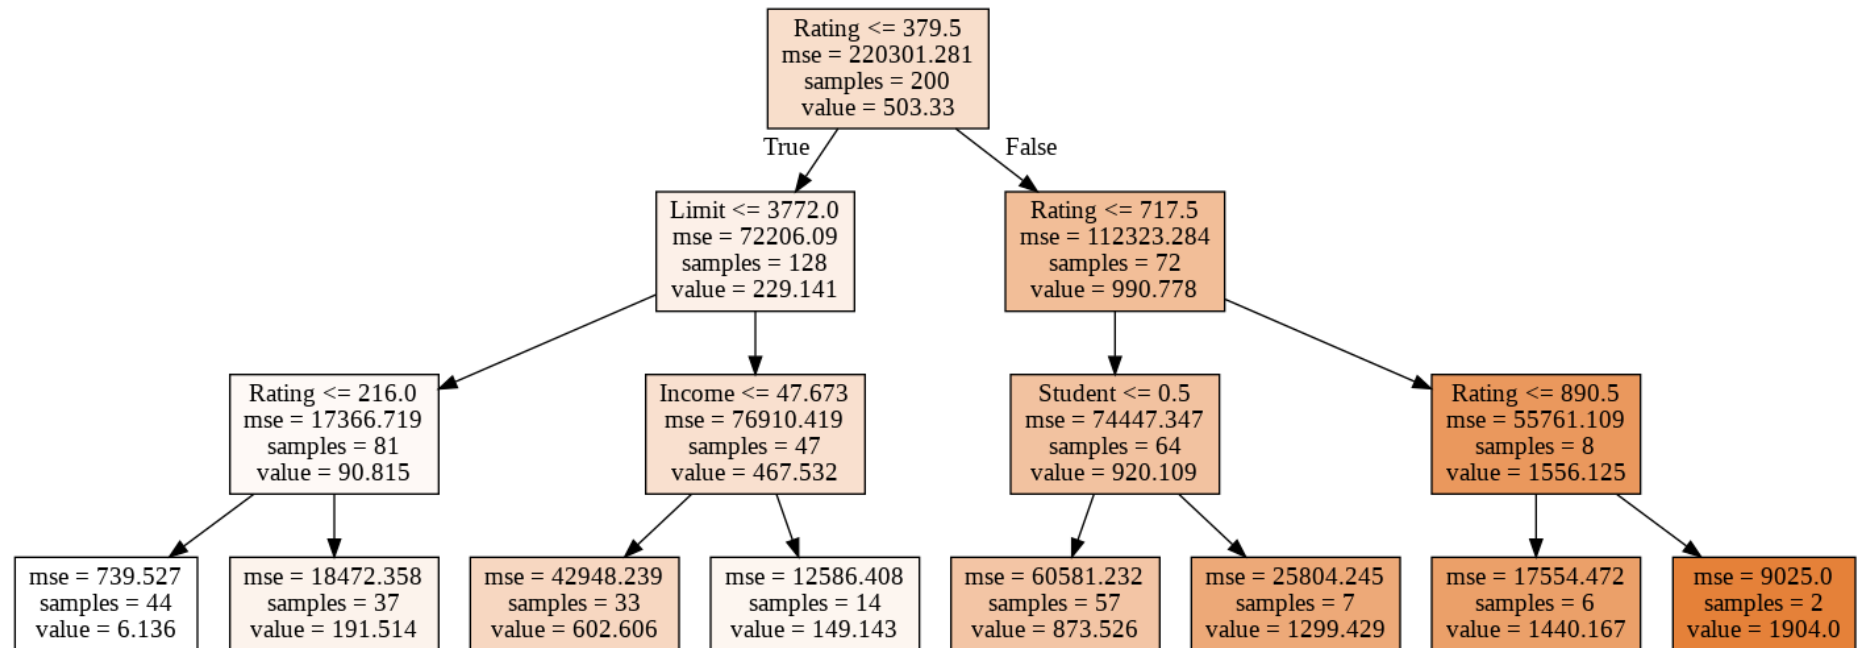 Rating <= 379.5
mse = 220301.281
samples = 200
value = 503.33
True
False
Limit <= 3772.0
mse = 72206.09
samples = 128
value = 229.141
Rating <= 717.5
mse = 112323.284
samples = 72
value = 990.778
Rating <= 216.0
mse = 17366.719
samples = 81
value = 90.815
Income <= 47.673
mse = 76910.419
samples = 47
value = 467.532
Student <= 0.5
mse = 74447.347
samples = 64
value = 920.109
Rating <= 890.5
mse = 55761.109
samples = 8
value = 1556.125
mse = 739.527
samples = 44
value = 6.136
mse = 18472.358
samples = 37
value = 191.514
mse = 42948.239
samples = 33
value = 602.606
mse = 12586.408
samples = 14
value = 149.143
mse = 60581.232
samples = 57
value = 873.526
mse = 25804.245
samples = 7
value = 1299.429
mse = 17554.472
samples = 6
value = 1440.167
mse = 9025.0
samples = 2
value = 1904.0